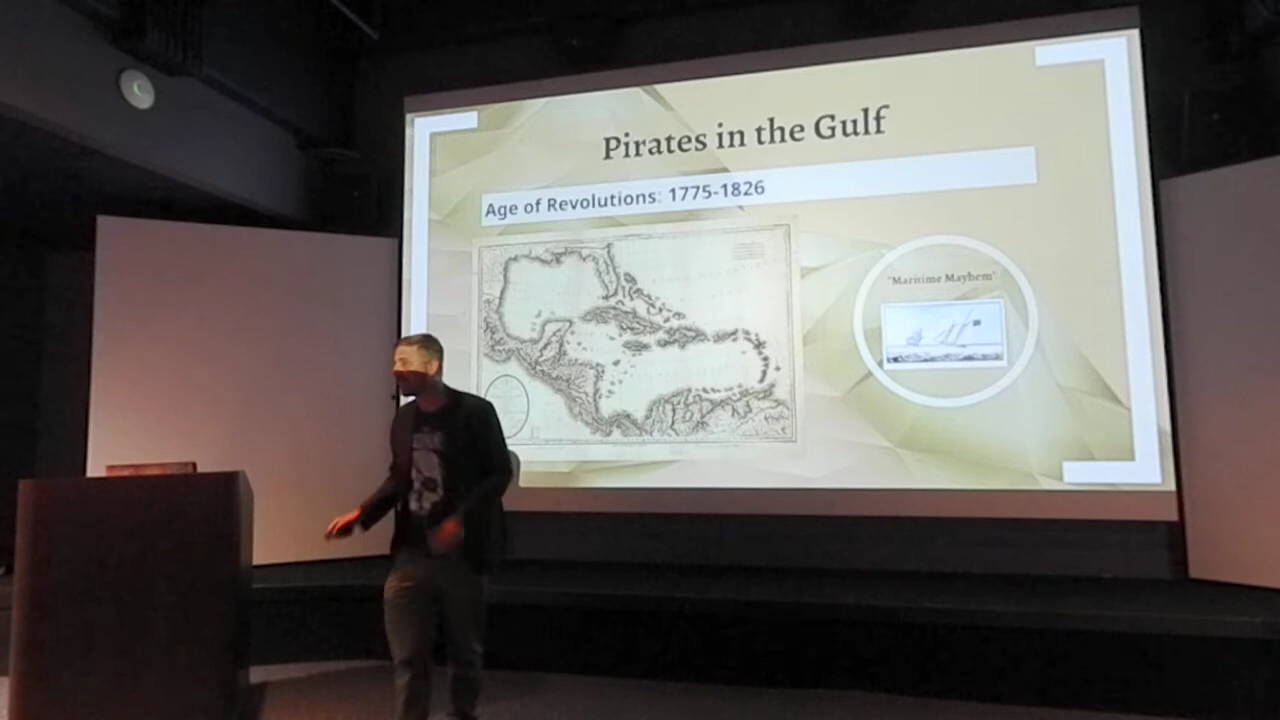 Pirates in the Gulf
Age of Revolutions: 1775-1826
"Maritime Mayhem"